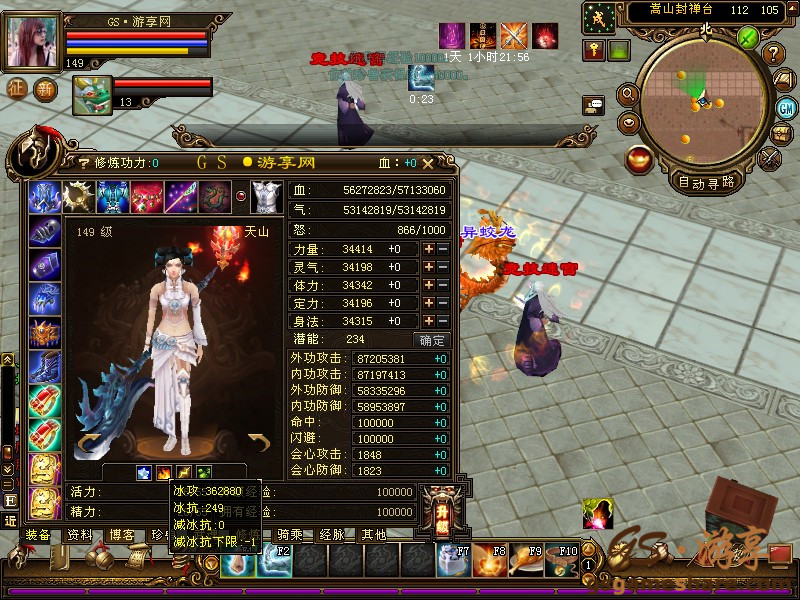 GS·游享网
149
13
征 新
1天 1小时21:56
0:23
嵩山封禅台 112 105
北
GM
自动寻路
?修炼功力:0
GS 游享网
血:+0
149 级
天山
血: 56272823/57133060
气: 53142819/53142819
怒: 866/1000
力量: 34414 +0
灵气: 34198 +0
体力: 34342 +0
定力: 34196 +0
身法: 34315 +0
潜能: 234 确定
外功攻击: 87205381 +0
内功攻击: 87197413 +0
外功防御: 58335296 +0
内功防御: 58953897 +0
命中: 100000 +0
闪避: 100000 +0
会心攻击: 1848 +0
会心防御: 1823 +0
活力: 100000
精力: 100000
升级
冰攻:362880
冰抗:249
减冰抗:0
减冰抗下限:-1
装备 资料 博客 骑乘 经脉 其他
异蛟龙
近
F2 F7 F8 F9 F10
1
GS·游享